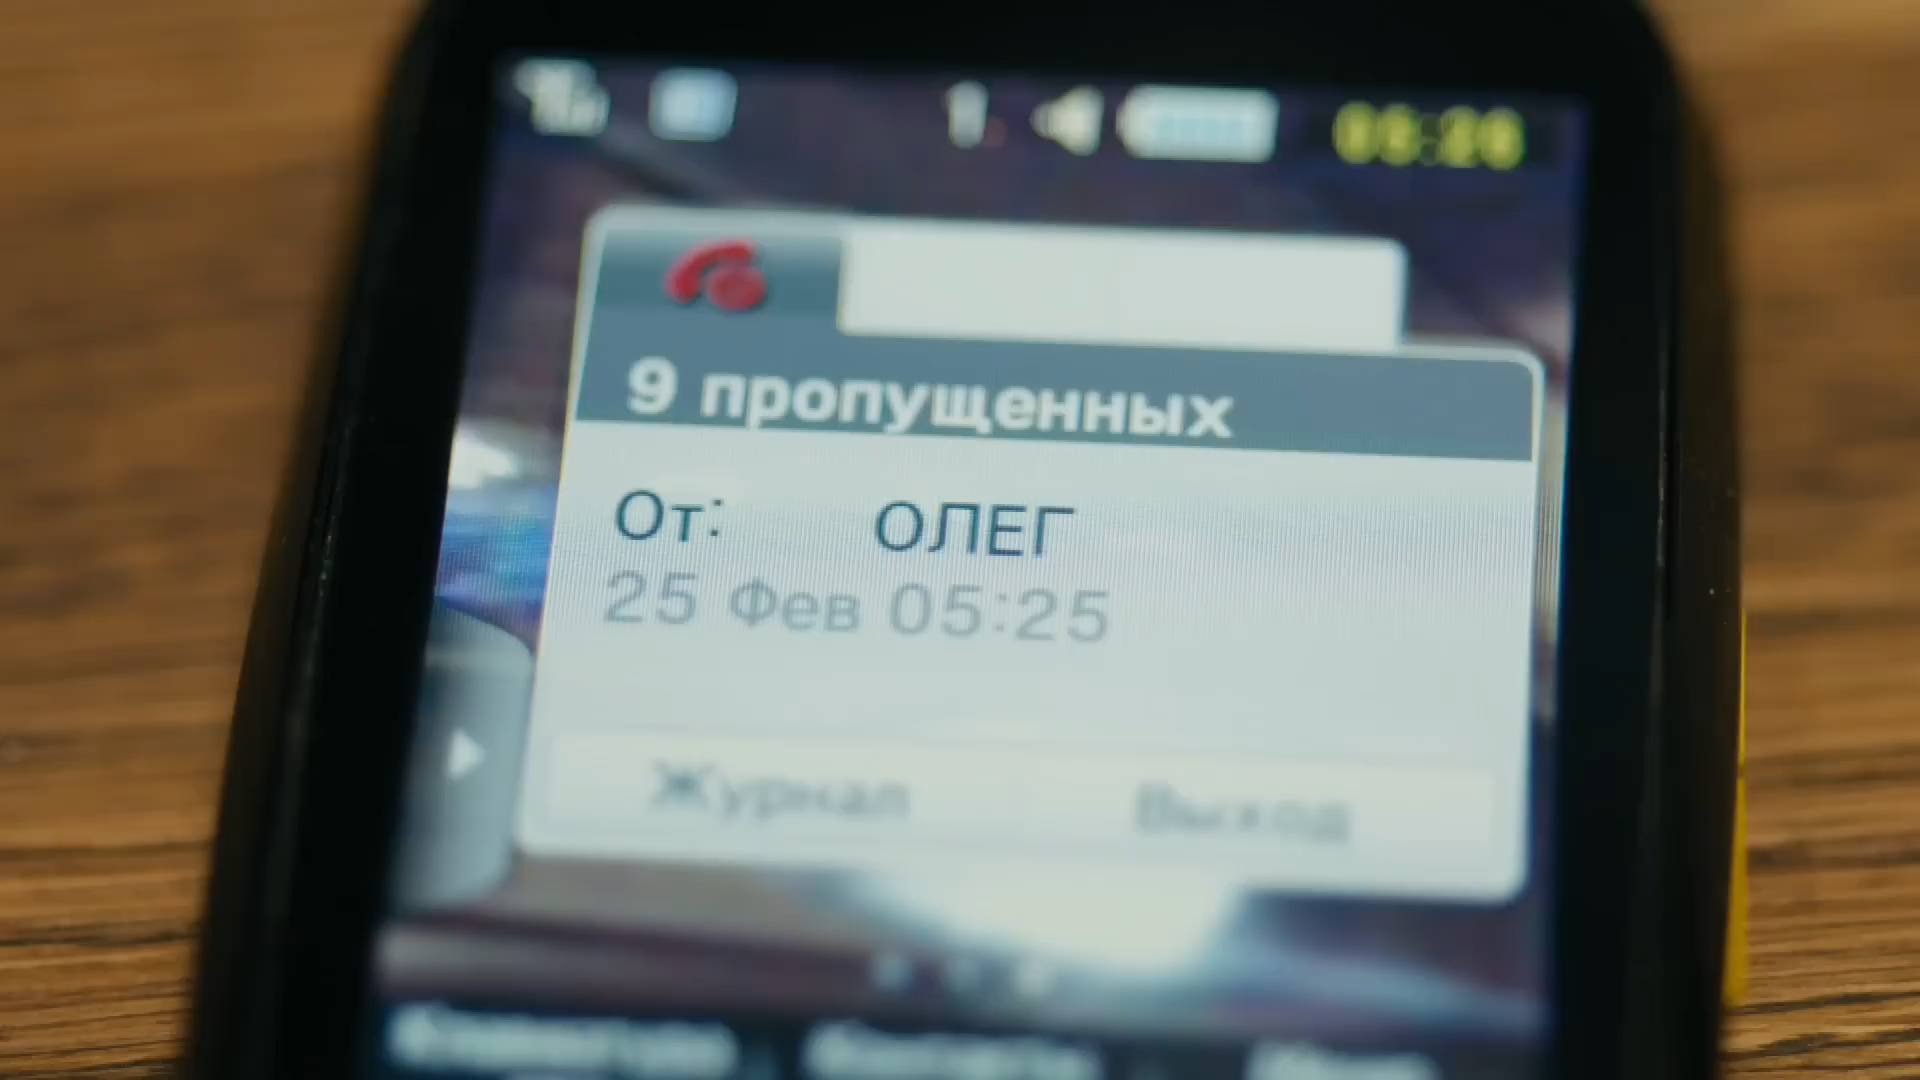 9 пропущенных
От: ОЛЕГ
25 Фев 05:25
Журнал Выход